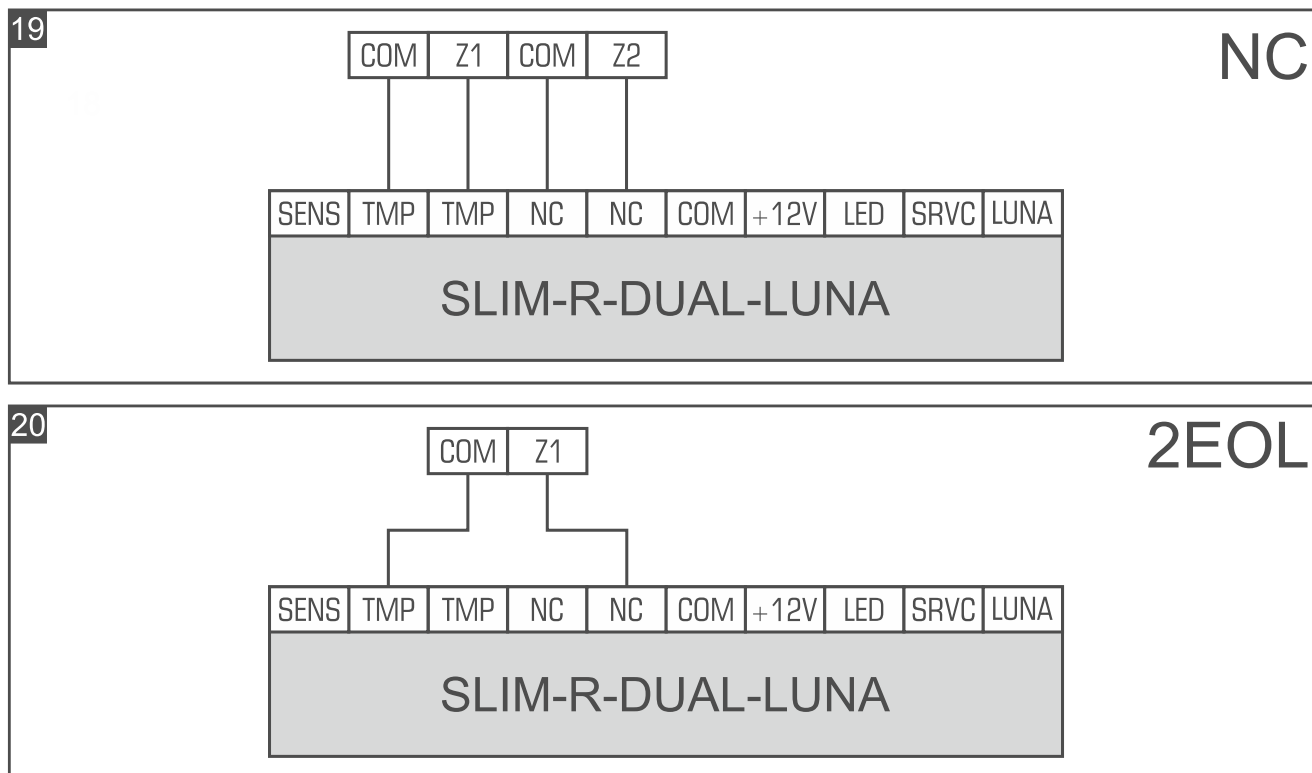 19
NC
COM Z1 COM Z2
SENS TMP TMP NC NC COM +12V LED SRVC LUNA
SLIM-R-DUAL-LUNA
20
2EOL
COM Z1
SENS TMP TMP NC NC COM +12V LED SRVC LUNA
SLIM-R-DUAL-LUNA